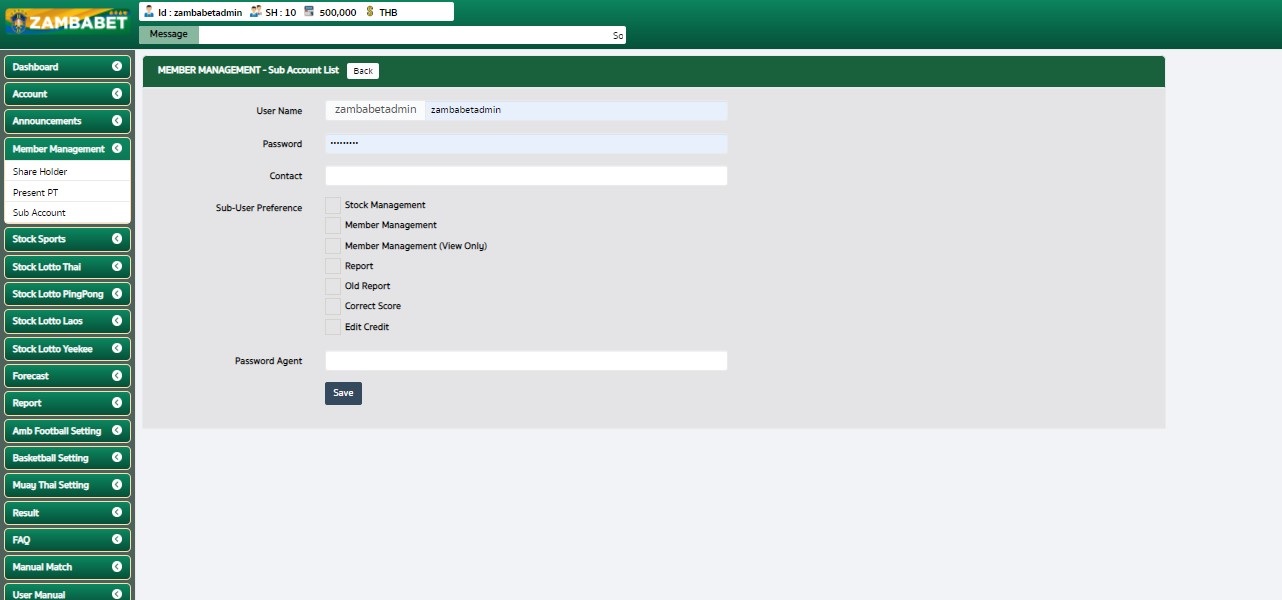 ZAMBABET
Id : zambabetadmin SH : 10 500,000 THB
Message So
Dashboard
Account
Announcements
Member Management
Share Holder
Present PT
Sub Account
Stock Sports
Stock Lotto Thai
Stock Lotto PingPong
Stock Lotto Laos
Stock Lotto Yeekee
Forecast
Report
Amb Football Setting
Basketball Setting
Muay Thai Setting
Result
FAQ
Manual Match
User Manual
MEMBER MANAGEMENT - Sub Account List Back
User Name zambabetadmin zambabetadmin
Password •••••••••
Contact
Sub-User Preference
Stock Management
Member Management
Member Management (View Only)
Report
Old Report
Correct Score
Edit Credit
Password Agent
Save